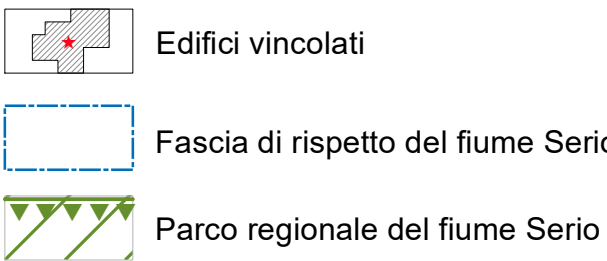 Edifici vincolati
Fascia di rispetto del fiume Serio
Parco regionale del fiume Serio